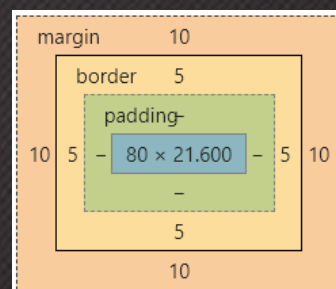 margin 10
border 5
padding –
10 5 – 80 × 21.600 – 5 10
–
5
10